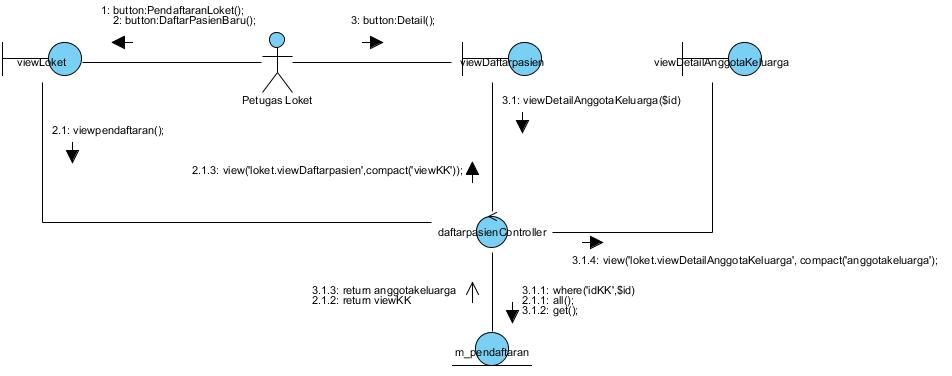 1: button:PendaftaranLoket();
2: button:DaftarPasienBaru();
3: button:Detail();
viewLoket
viewDaftarpasien
viewDetailAnggotaKeluarga
Petugas Loket
3.1: viewDetailAnggotaKeluarga($id)
2.1: viewpendaftaran();
2.1.3: view('loket.viewDaftarpasien',compact('viewKK'));
daftarpasienController
3.1.4: view('loket.viewDetailAnggotaKeluarga', compact('anggotakeluarga');
3.1.3: return anggotakeluarga
2.1.2: return viewKK
3.1.1: where('idKK',$id)
2.1.1: all();
3.1.2: get();
m_pendaftaran